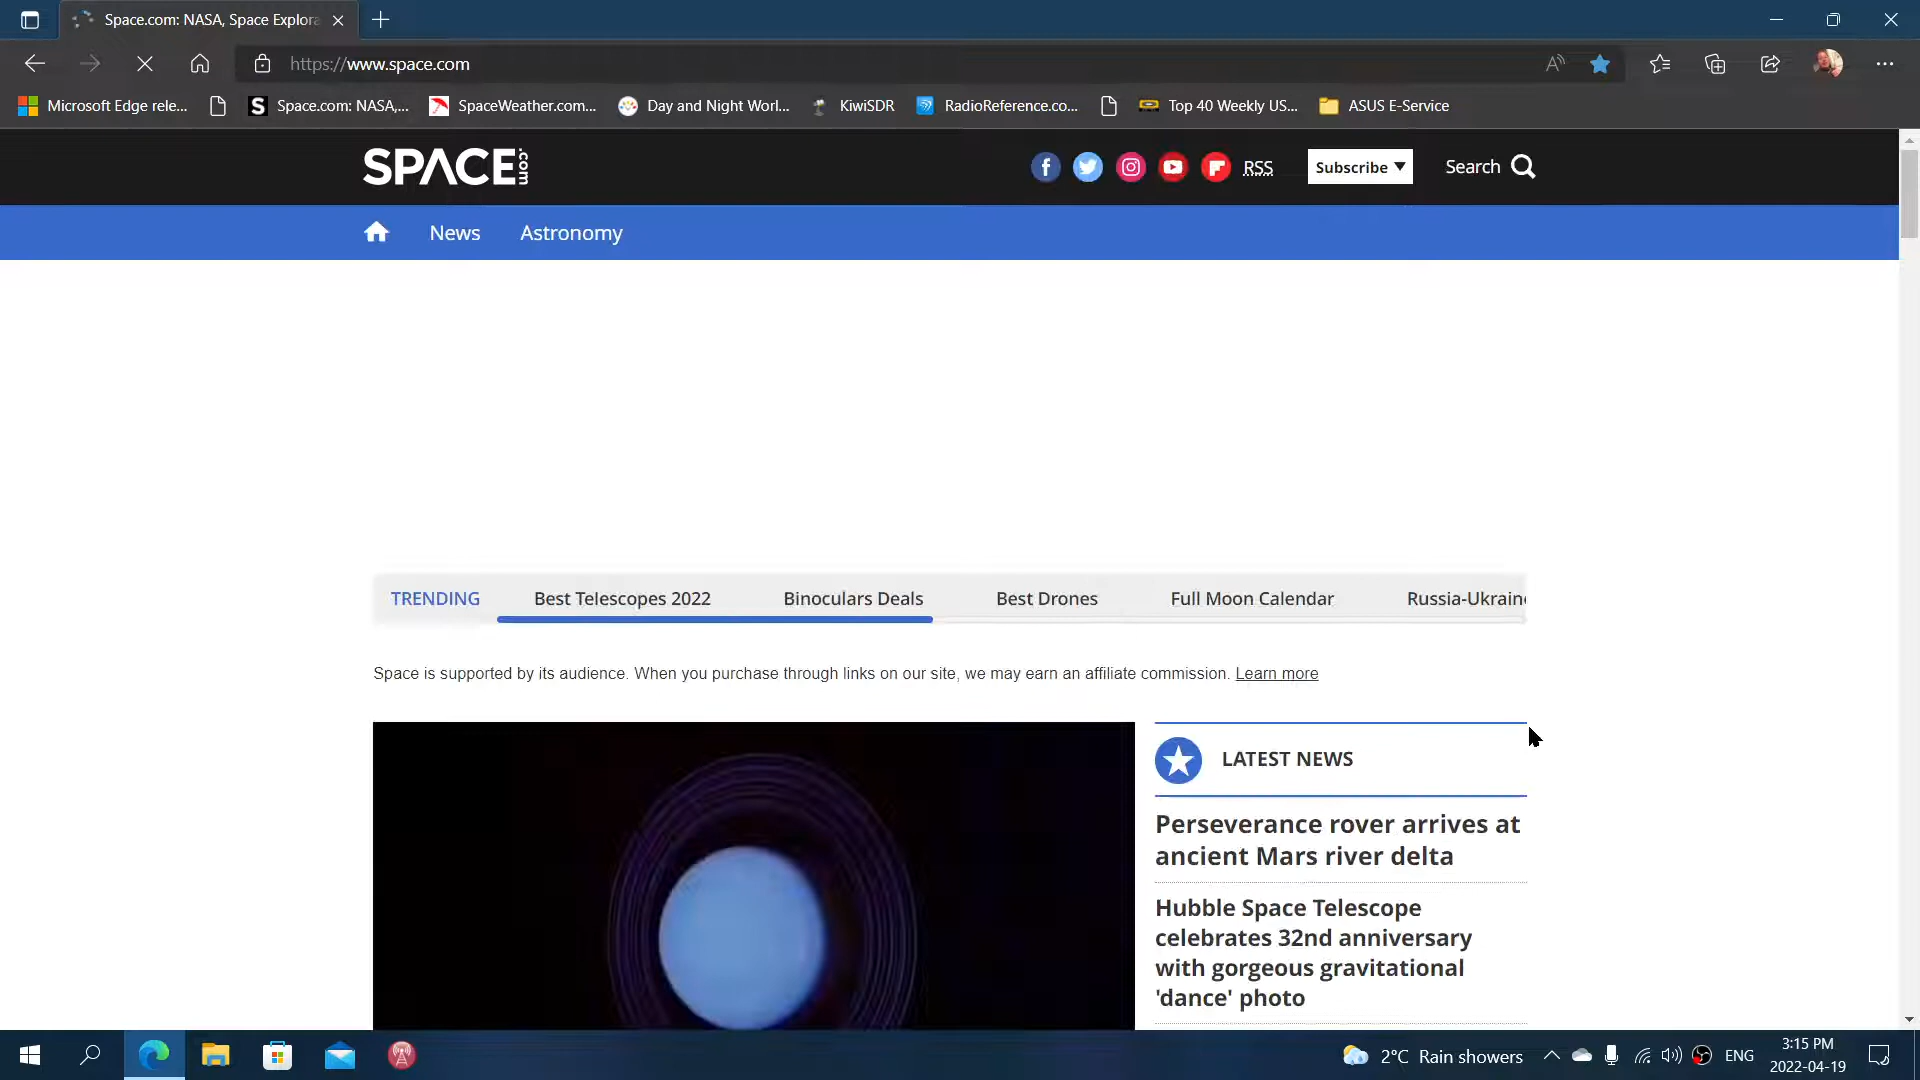 Space.com: NASA, Space Explora
https://www.space.com
Microsoft Edge rele...
Space.com: NASA,...
SpaceWeather.com...
Day and Night Worl...
KiwiSDR
RadioReference.co...
Top 40 Weekly US...
ASUS E-Service
SPACE.com
RSS
Subscribe
Search
News
Astronomy
TRENDING
Best Telescopes 2022
Binoculars Deals
Best Drones
Full Moon Calendar
Russia-Ukraine
Space is supported by its audience. When you purchase through links on our site, we may earn an affiliate commission. Learn more
LATEST NEWS
Perseverance rover arrives at
ancient Mars river delta
Hubble Space Telescope
celebrates 32nd anniversary
with gorgeous gravitational
'dance' photo
2°C Rain showers
ENG
3:15 PM
2022-04-19